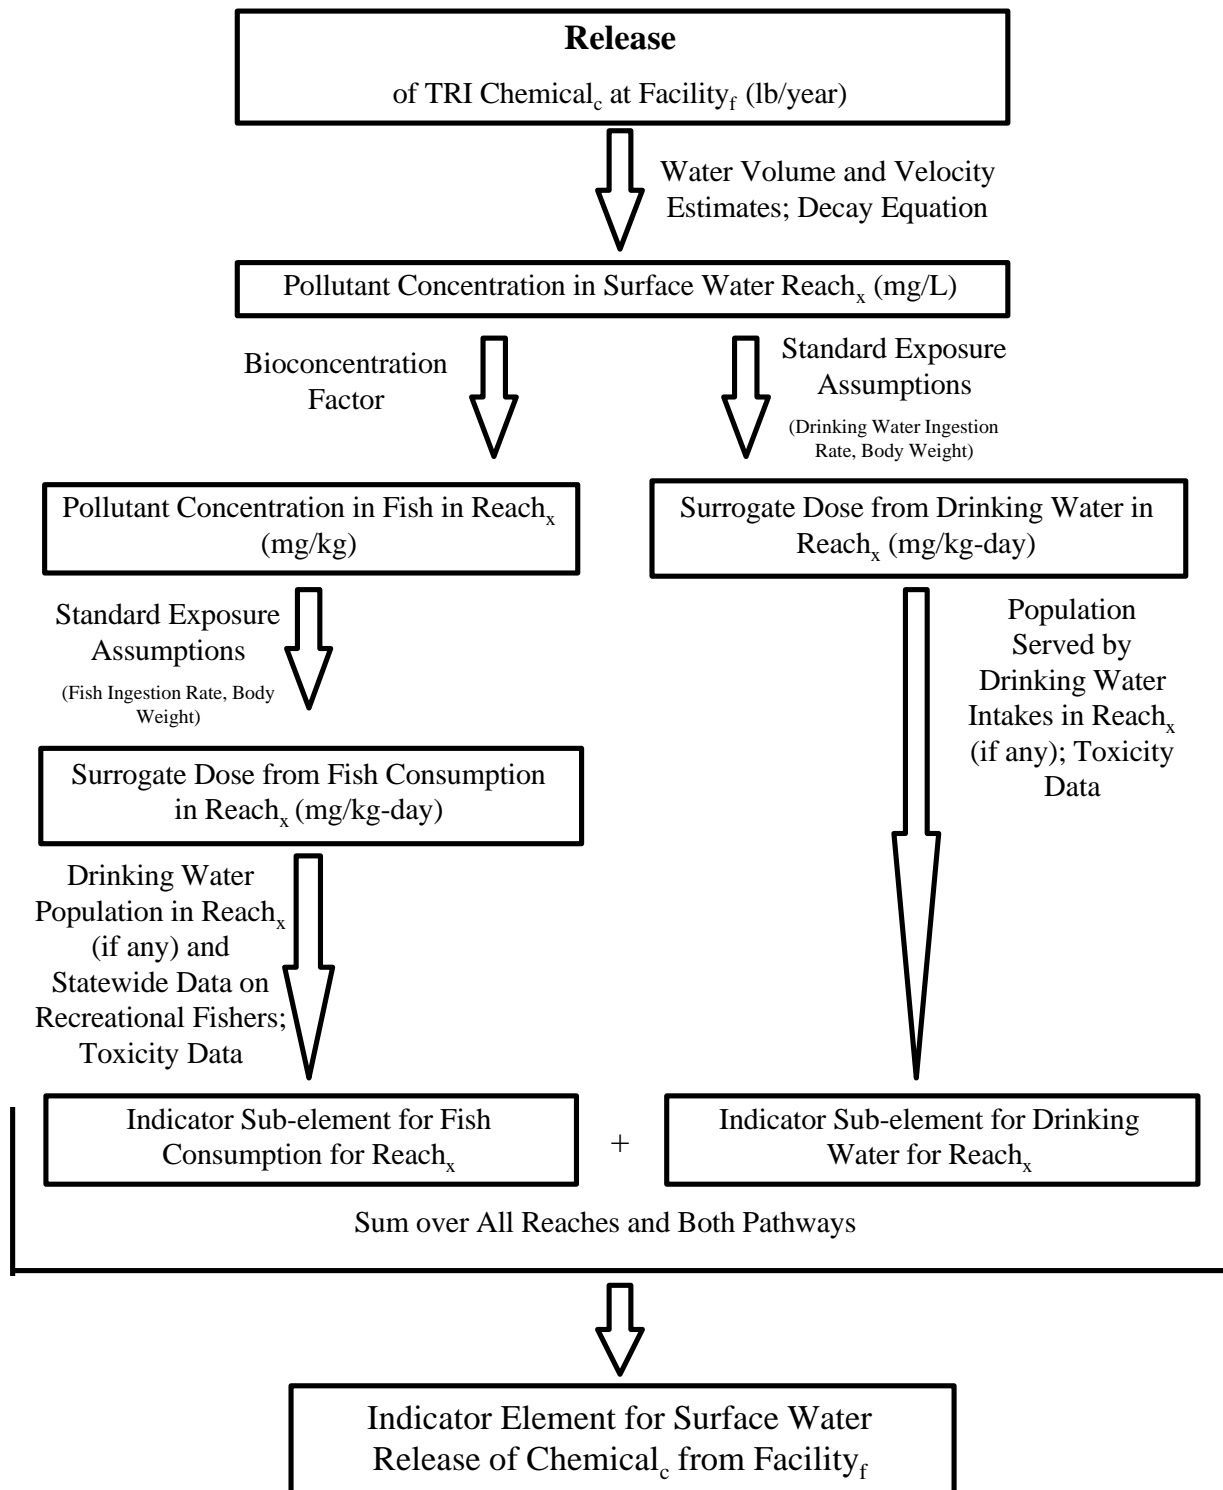 Release
of TRI Chemical_c at Facility_f (lb/year)
Water Volume and Velocity
Estimates; Decay Equation
Pollutant Concentration in Surface Water Reach_x (mg/L)
Bioconcentration
Factor
Standard Exposure
Assumptions
(Drinking Water Ingestion
Rate, Body Weight)
Pollutant Concentration in Fish in Reach_x
(mg/kg)
Surrogate Dose from Drinking Water in
Reach_x (mg/kg-day)
Standard Exposure
Assumptions
(Fish Ingestion Rate, Body
Weight)
Population
Served by
Drinking Water
Intakes in Reach_x
(if any); Toxicity
Data
Surrogate Dose from Fish Consumption
in Reach_x (mg/kg-day)
Drinking Water
Population in Reach_x
(if any) and
Statewide Data on
Recreational Fishers;
Toxicity Data
Indicator Sub-element for Fish
Consumption for Reach_x
+
Indicator Sub-element for Drinking
Water for Reach_x
Sum over All Reaches and Both Pathways
Indicator Element for Surface Water
Release of Chemical_c from Facility_f